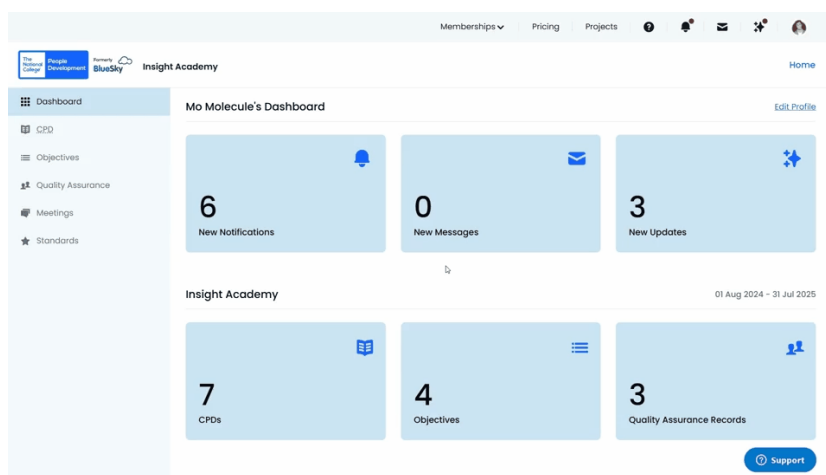 Memberships Pricing Projects
The National College People Development Formerly BlueSky Insight Academy Home
Dashboard
CPD
Objectives
Quality Assurance
Meetings
Standards
Mo Molecule's Dashboard Edit Profile
6 0 3
New Notifications New Messages New Updates
Insight Academy 01 Aug 2024 - 31 Jul 2025
7 4 3
CPDs Objectives Quality Assurance Records
Support